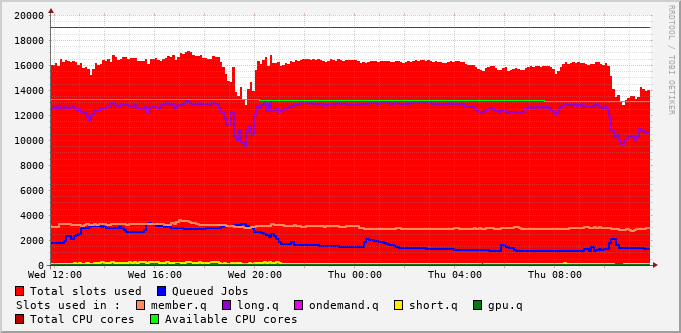 RRDTOOL / TOBI OETIKER
20000
18000
16000
14000
12000
10000
8000
6000
4000
2000
0
Wed 12:00 Wed 16:00 Wed 20:00 Thu 00:00 Thu 04:00 Thu 08:00
Total slots used Queued Jobs
Slots used in : member.q long.q ondemand.q short.q gpu.q
Total CPU cores Available CPU cores